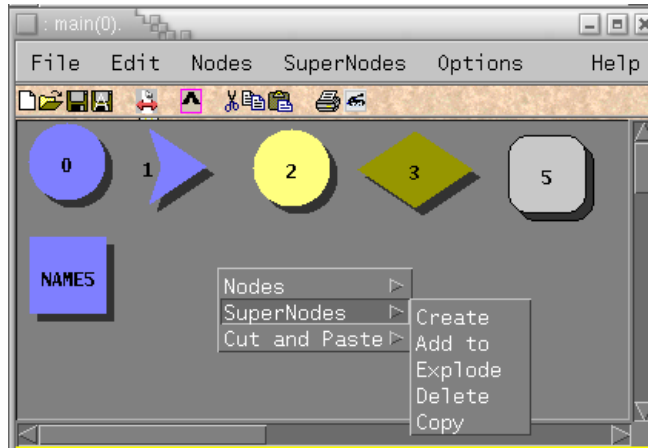 : main(0).
File Edit Nodes SuperNodes Options Help
0 1 2 3 5
NAMES
Nodes
SuperNodes
Cut and Paste
Create
Add to
Explode
Delete
Copy